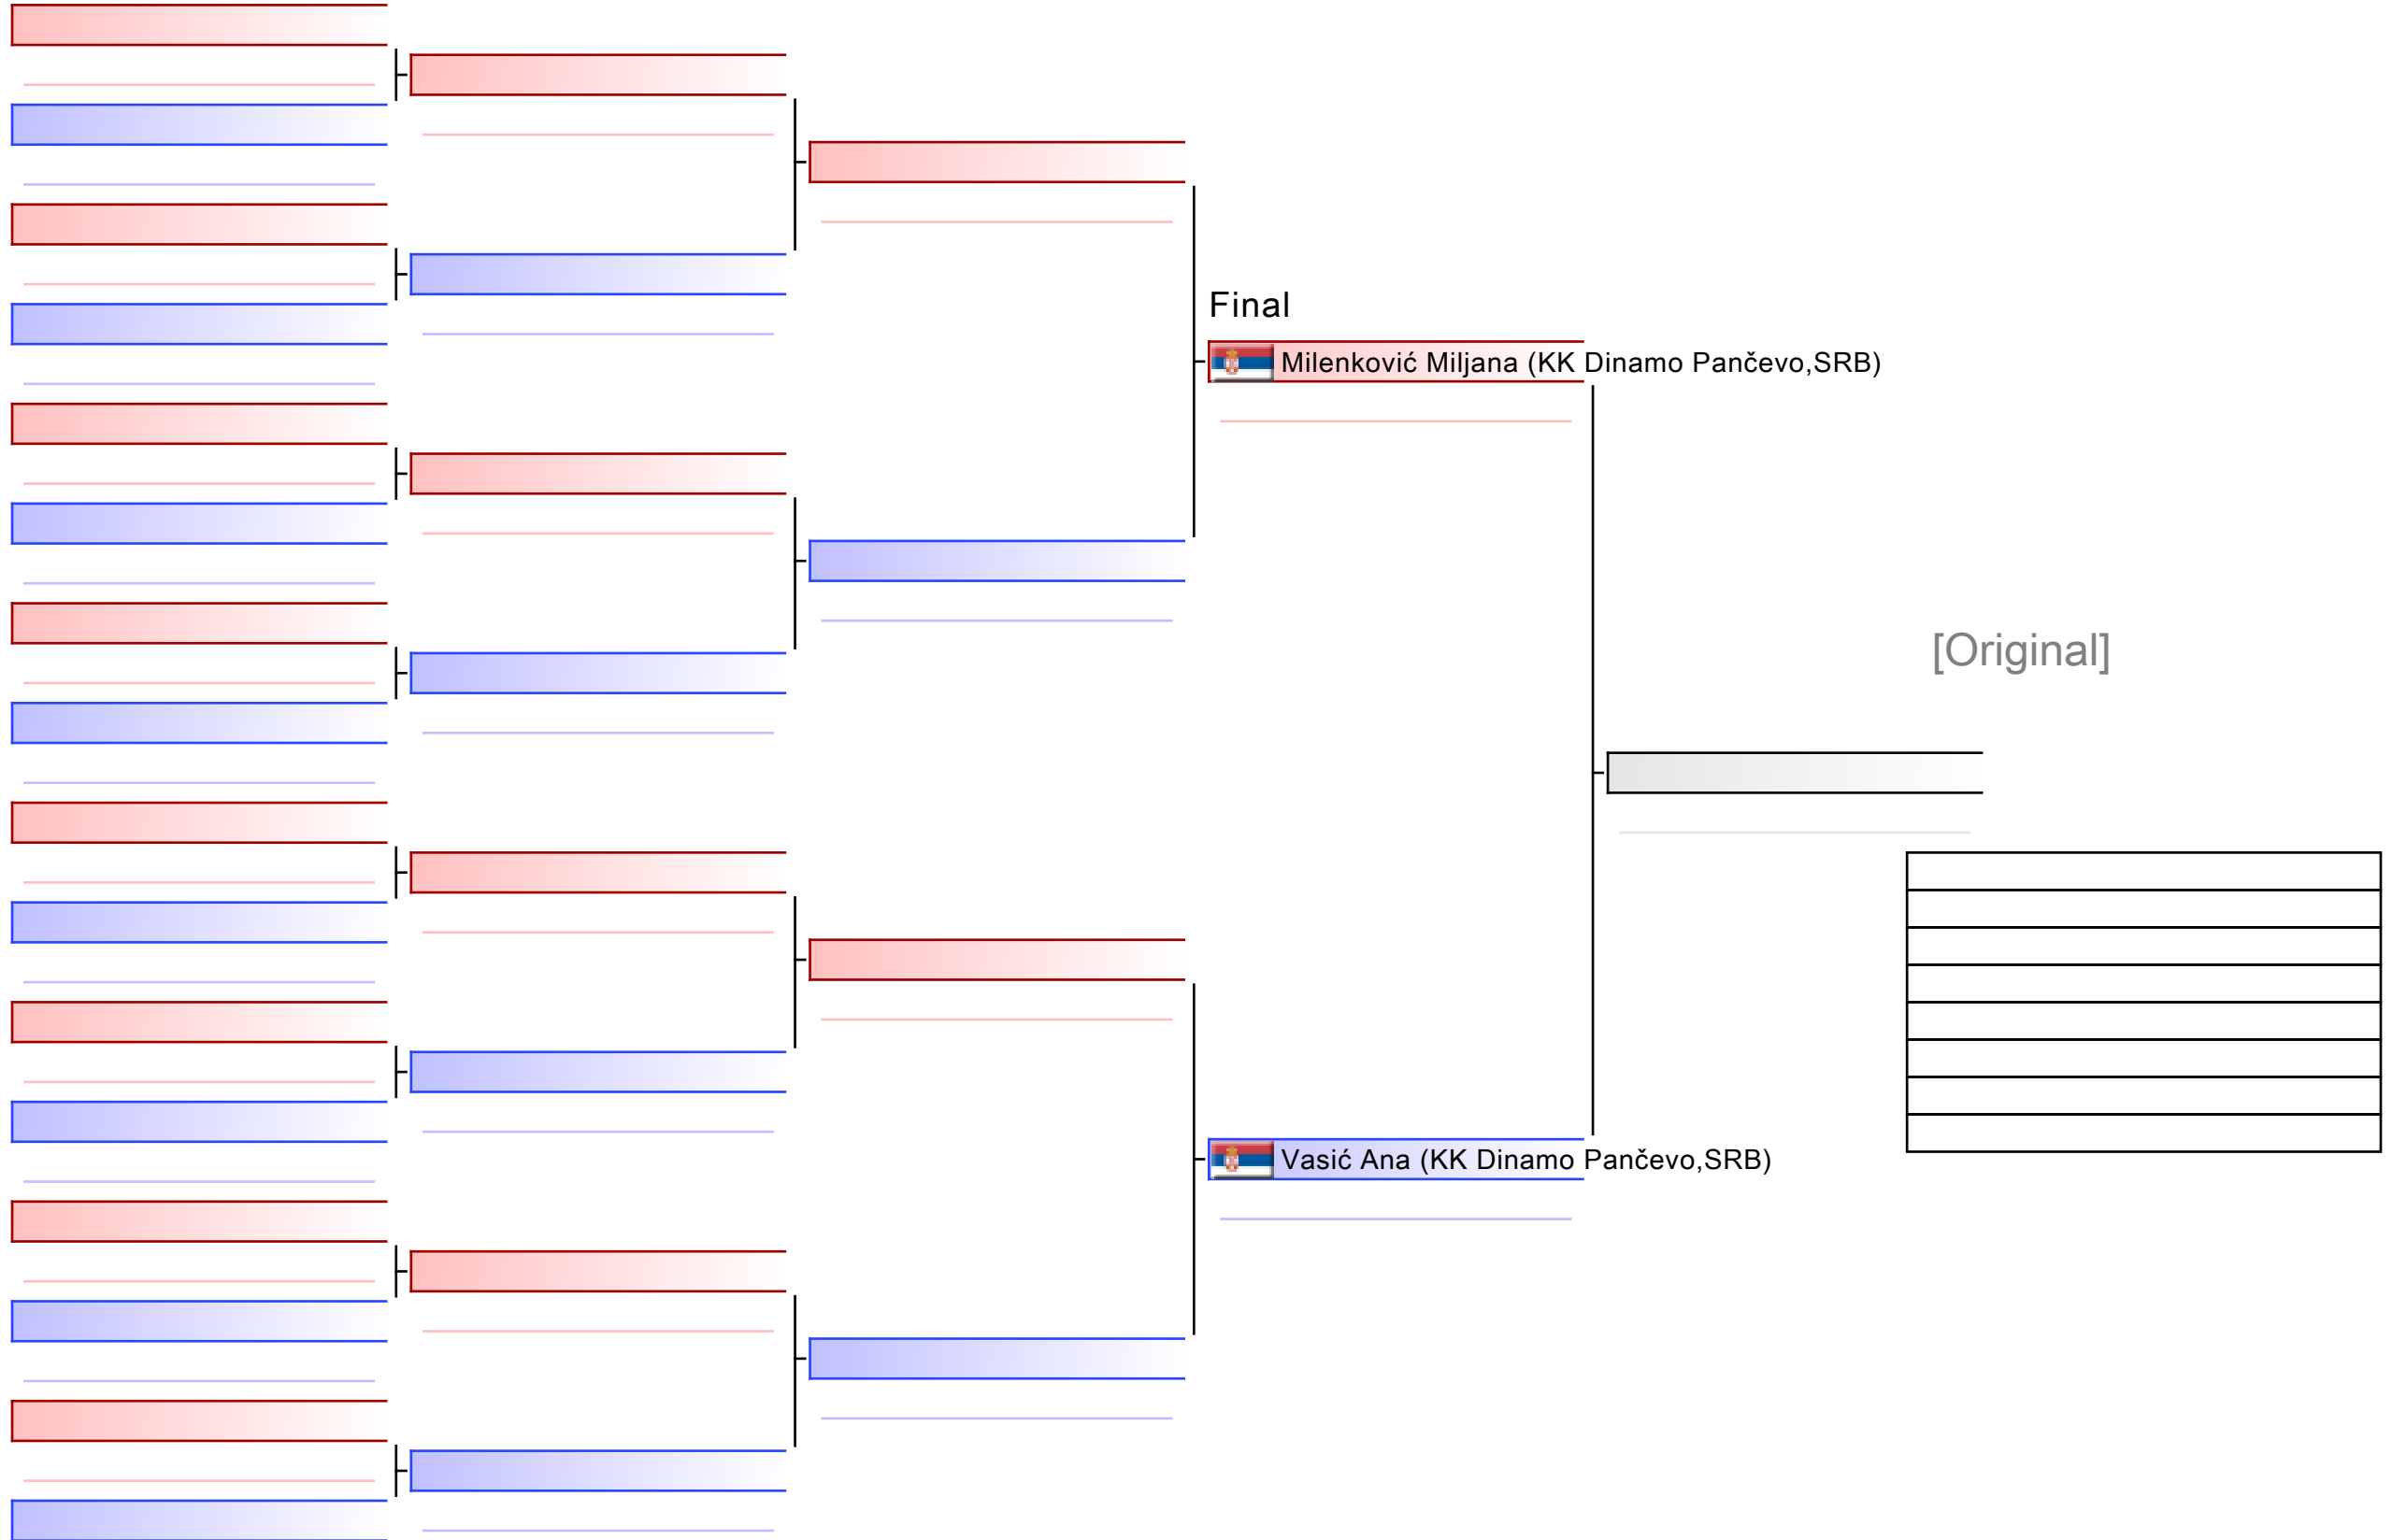 Final
Milenković Miljana (KK Dinamo Pančevo,SRB)
[Original]
Vasić Ana (KK Dinamo Pančevo,SRB)